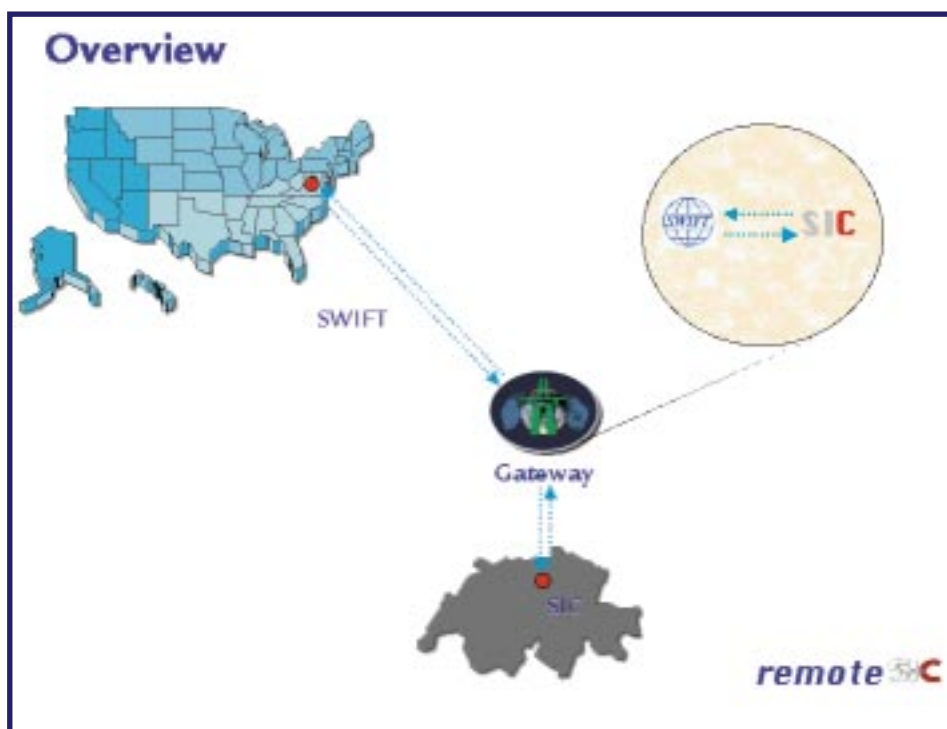 Overview
SWIFT
SIC
SWIFT
Gateway
SIC
remote SIC